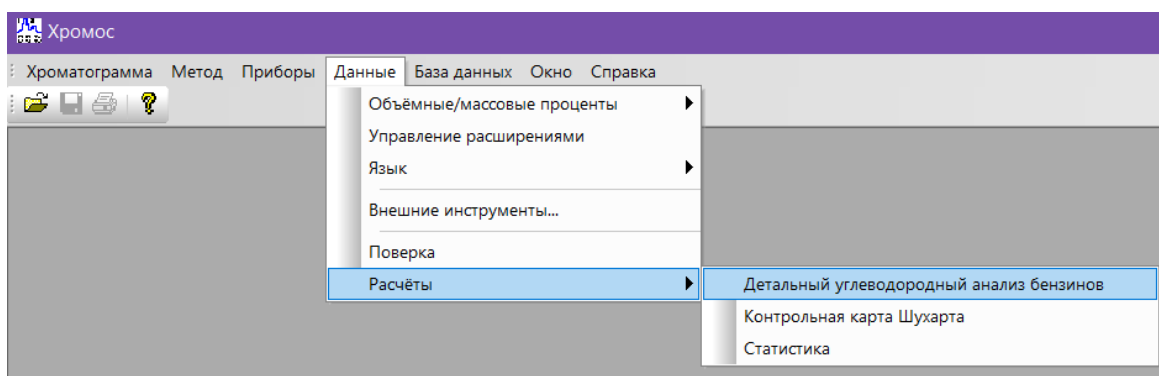 Хромос
Хроматограмма Метод Приборы Данные База данных Окно Справка
Объёмные/массовые проценты
Управление расширениями
Язык
Внешние инструменты...
Поверка
Расчёты
Детальный углеводородный анализ бензинов
Контрольная карта Шухарта
Статистика